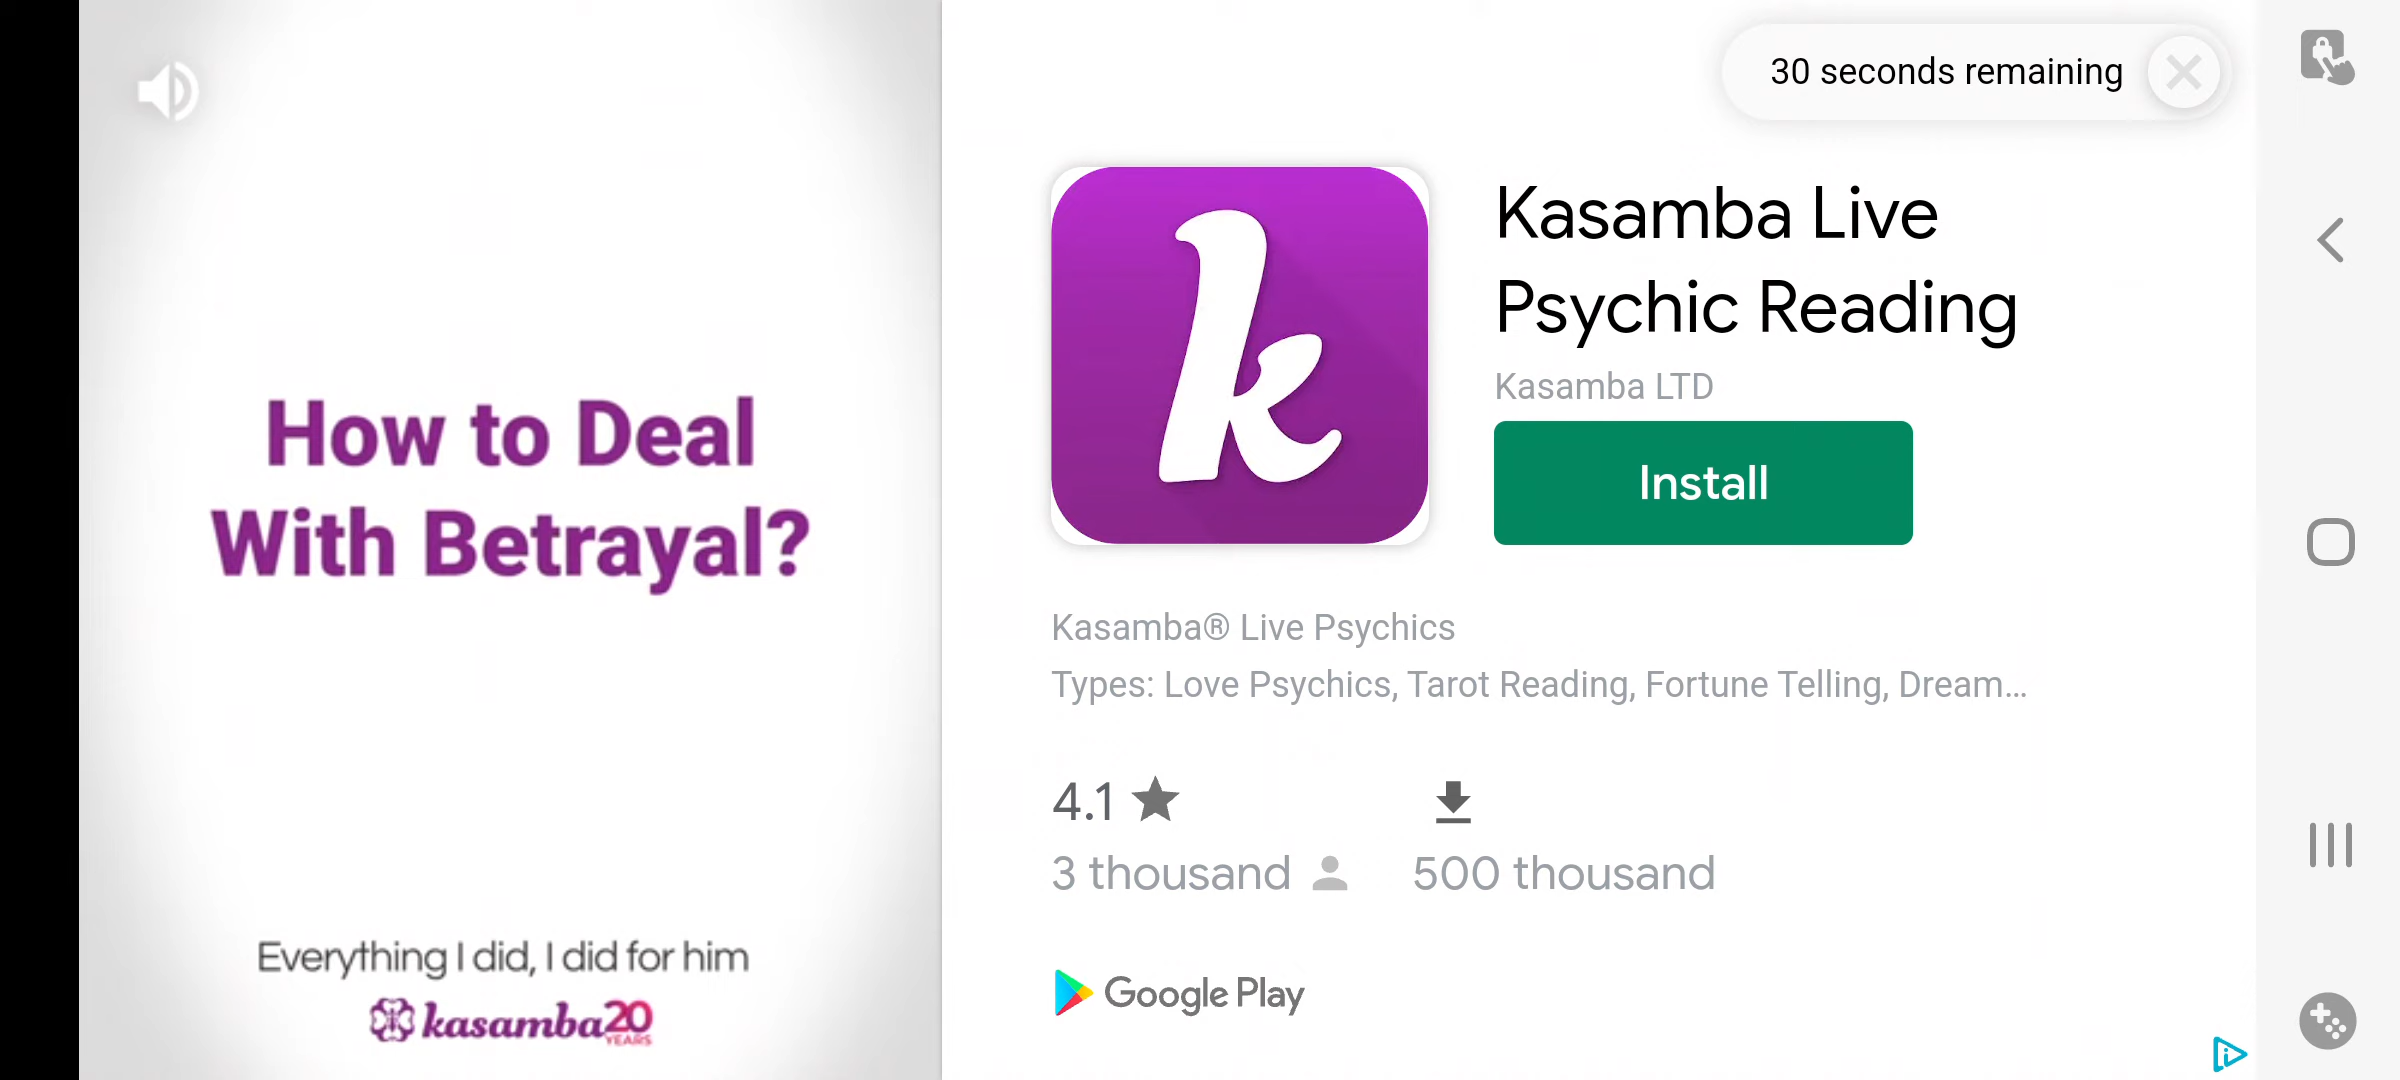 How to Deal
With Betrayal?
Everything I did, I did for him
kasamba20
YEARS
30 seconds remaining
k
Kasamba Live
Psychic Reading
Kasamba LTD
Install
Kasamba® Live Psychics
Types: Love Psychics, Tarot Reading, Fortune Telling, Dream...
4.1
3 thousand
500 thousand
Google Play